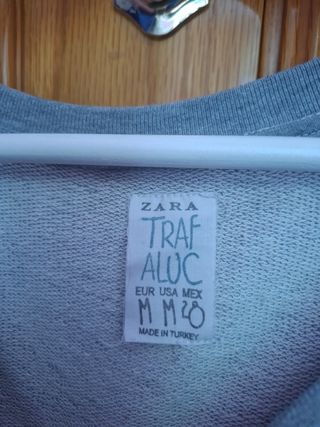 ZARA
TRAF
ALUC
EUR USA MEX
M M 28
MADE IN TURKEY